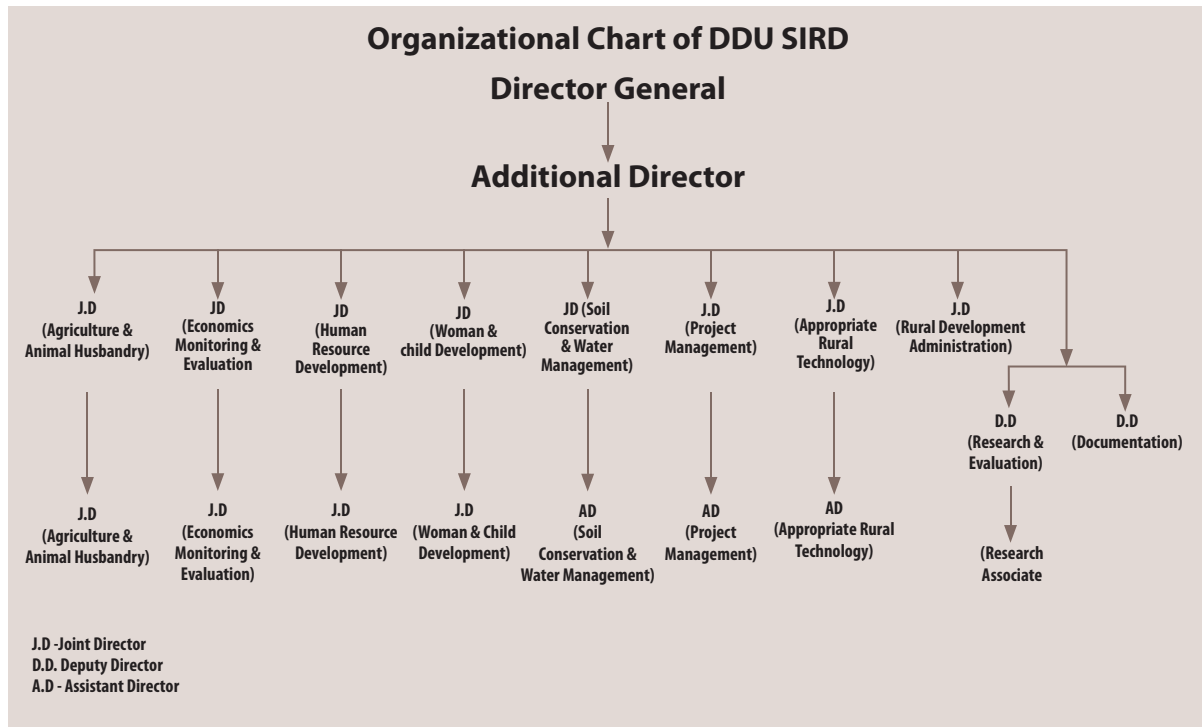 Organizational Chart of DDU SIRD
Director General
Additional Director
J.D
(Agriculture &
Animal Husbandry)
JD
(Economics
Monitoring &
Evaluation
JD
(Human
Resource
Development)
JD
(Woman &
child Development)
JD (Soil
Conservation
& Water
Management)
J.D
(Project
Management)
J.D
(Appropriate
Rural
Technology)
J.D
(Rural Development
Administration)
D.D
(Research &
Evaluation)
D.D
(Documentation)
J.D
(Agriculture &
Animal Husbandry)
J.D
(Economics
Monitoring &
Evaluation)
J.D
(Human Resource
Development)
J.D
(Woman & Child
Development)
AD
(Soil
Conservation &
Water Management)
AD
(Project
Management)
AD
(Appropriate Rural
Technology)
(Research
Associate
J.D -Joint Director
D.D. Deputy Director
A.D - Assistant Director